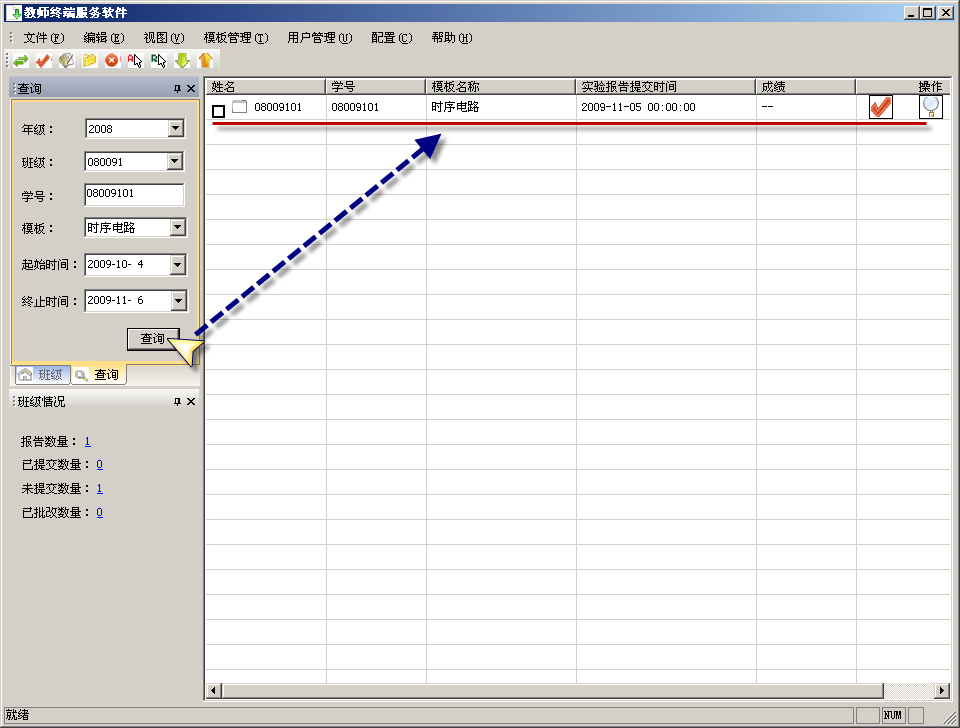 教师终端服务软件
文件(F) 编辑(E) 视图(V) 模板管理(T) 用户管理(U) 配置(C) 帮助(H)
查询
年级： 2008
班级： 080091
学号： 08009101
模板： 时序电路
起始时间： 2009-10- 4
终止时间： 2009-11- 6
查询
班级 查询
班级情况
报告数量： 1
已提交数量： 0
未提交数量： 1
已批改数量： 0
姓名 学号 模板名称 实验报告提交时间 成绩 操作
08009101 08009101 时序电路 2009-11-05 00:00:00 --
就绪 NUM